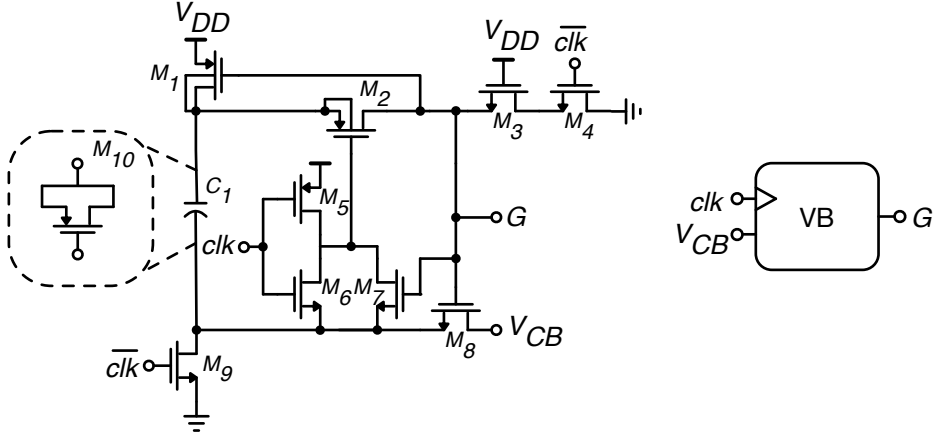 V_DD
M_1
M_2
V_DD
clk̅
M_3
M_4
M_10
C_1
M_5
clk
G
M_6
M_7
M_8
V_CB
clk̅
M_9
clk
V_CB
VB
G